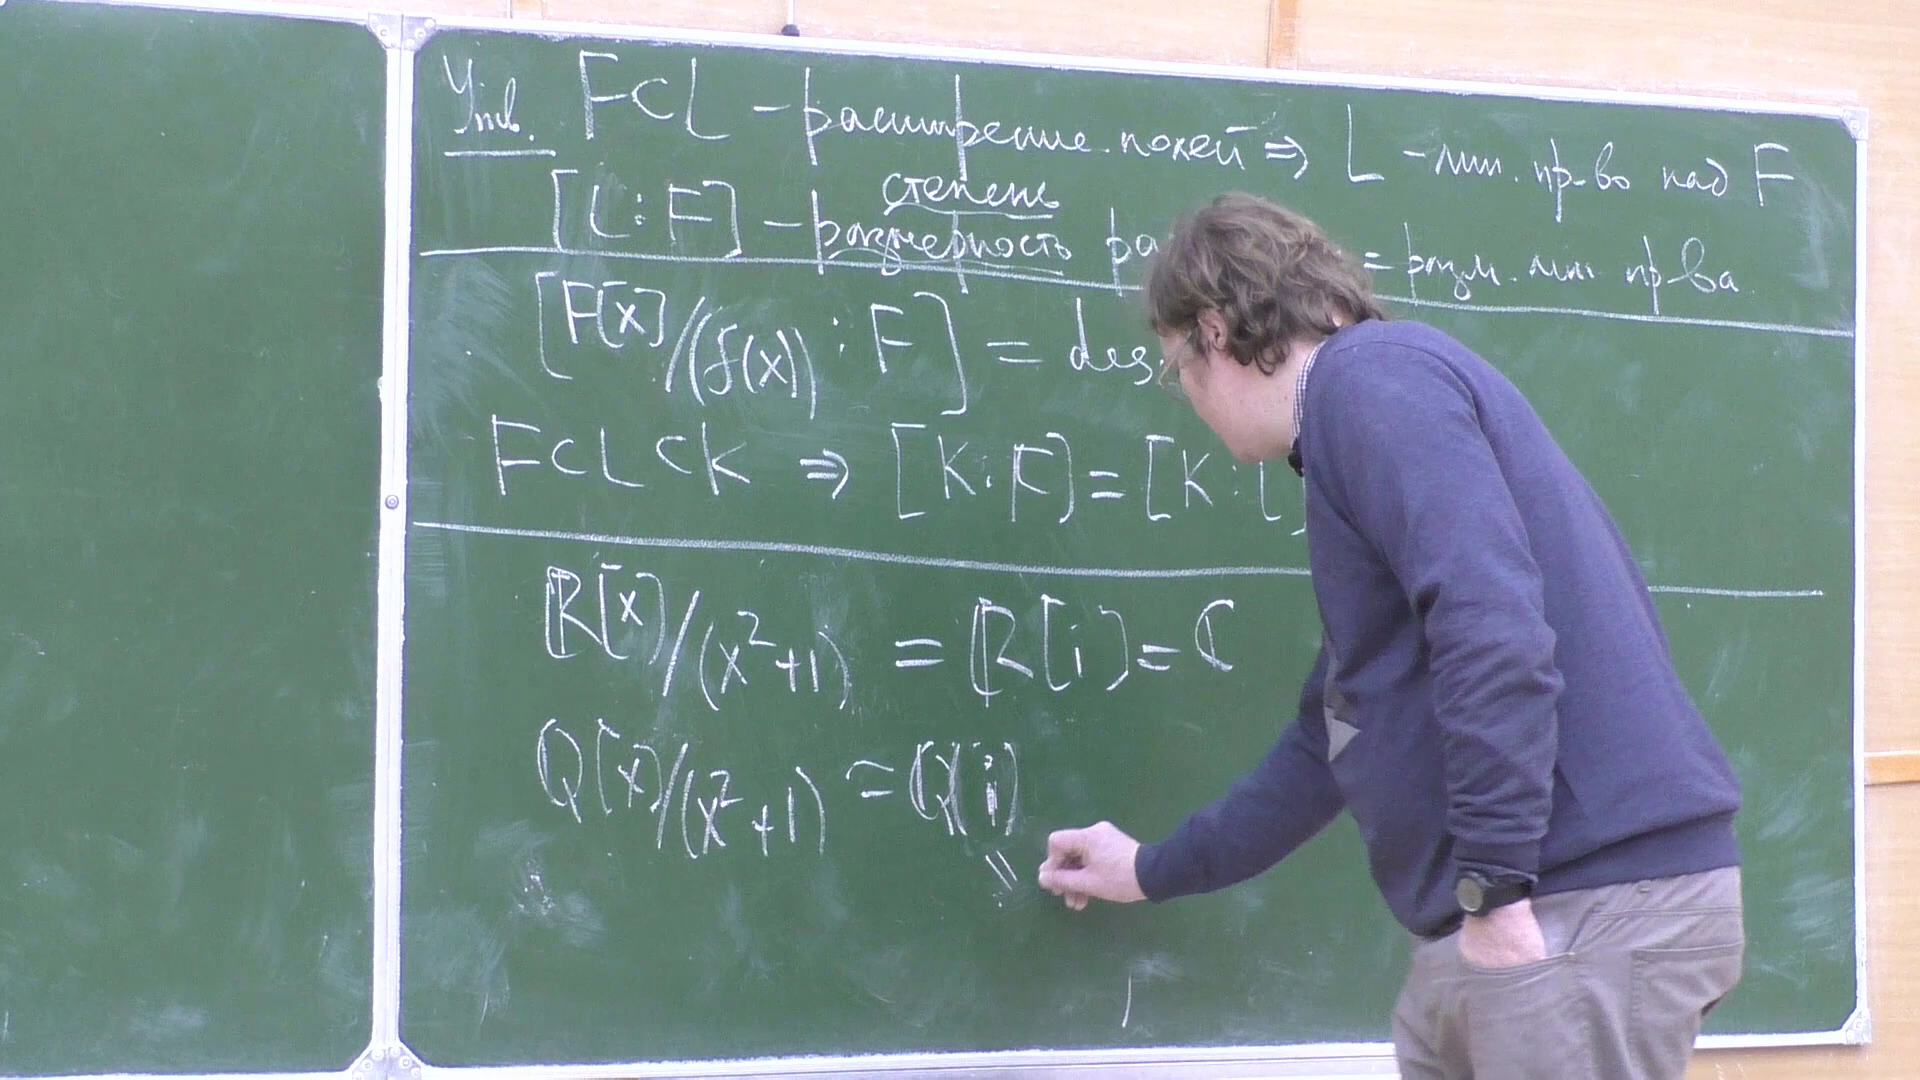 Утв. F⊂L - расширение полей ⇒ L - лин. пр-во над F
степень
[L:F] - размерность ра = разм. лин пр-ва
[F[x]/(f(x)) : F] = deg
F⊂L⊂K ⇒ [K:F] = [K:L]
ℝ[x]/(x²+1) = ℝ[i] = ℂ
Q[x]/(x²+1) = Q(i)
=